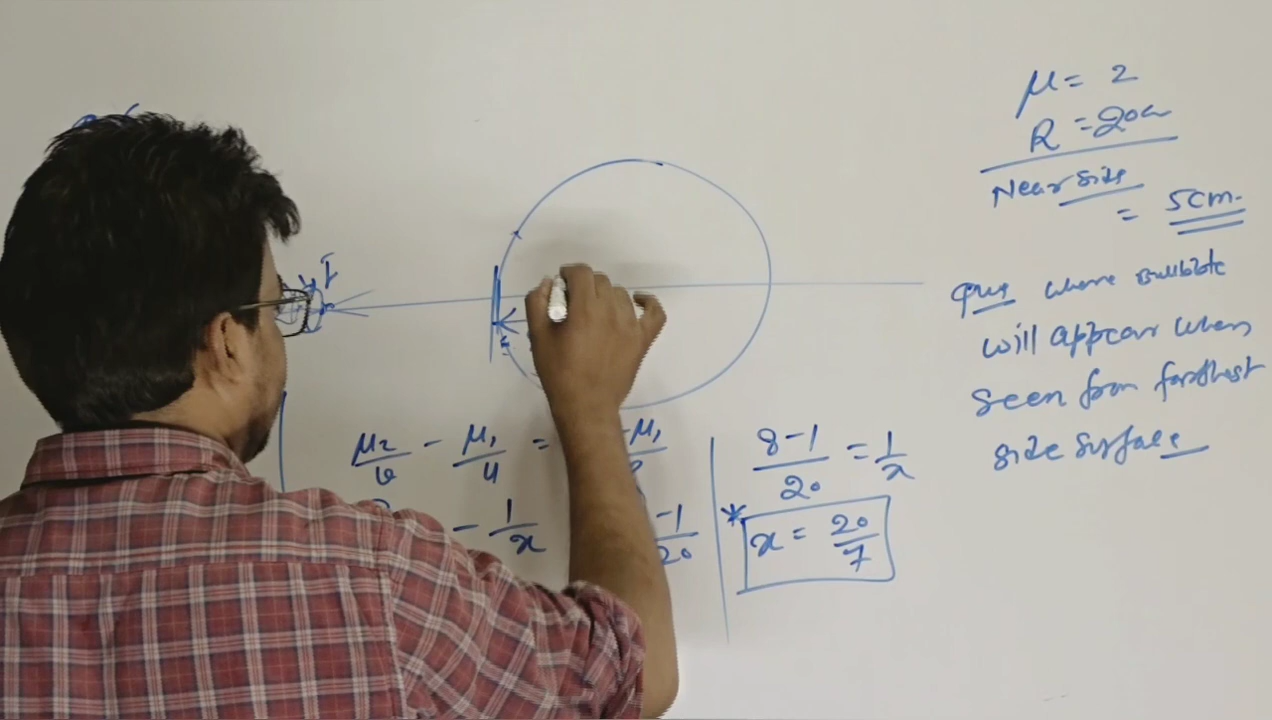 μ = 2
R = 20cm
Near side
= 5cm.
Ques where bubble
will appear when
seen from farthest
side surface
I
μ2/v - μ1/u = -μ1/R
- 1/x -1/20
8-1/20 = 1/x
* x = 20/7